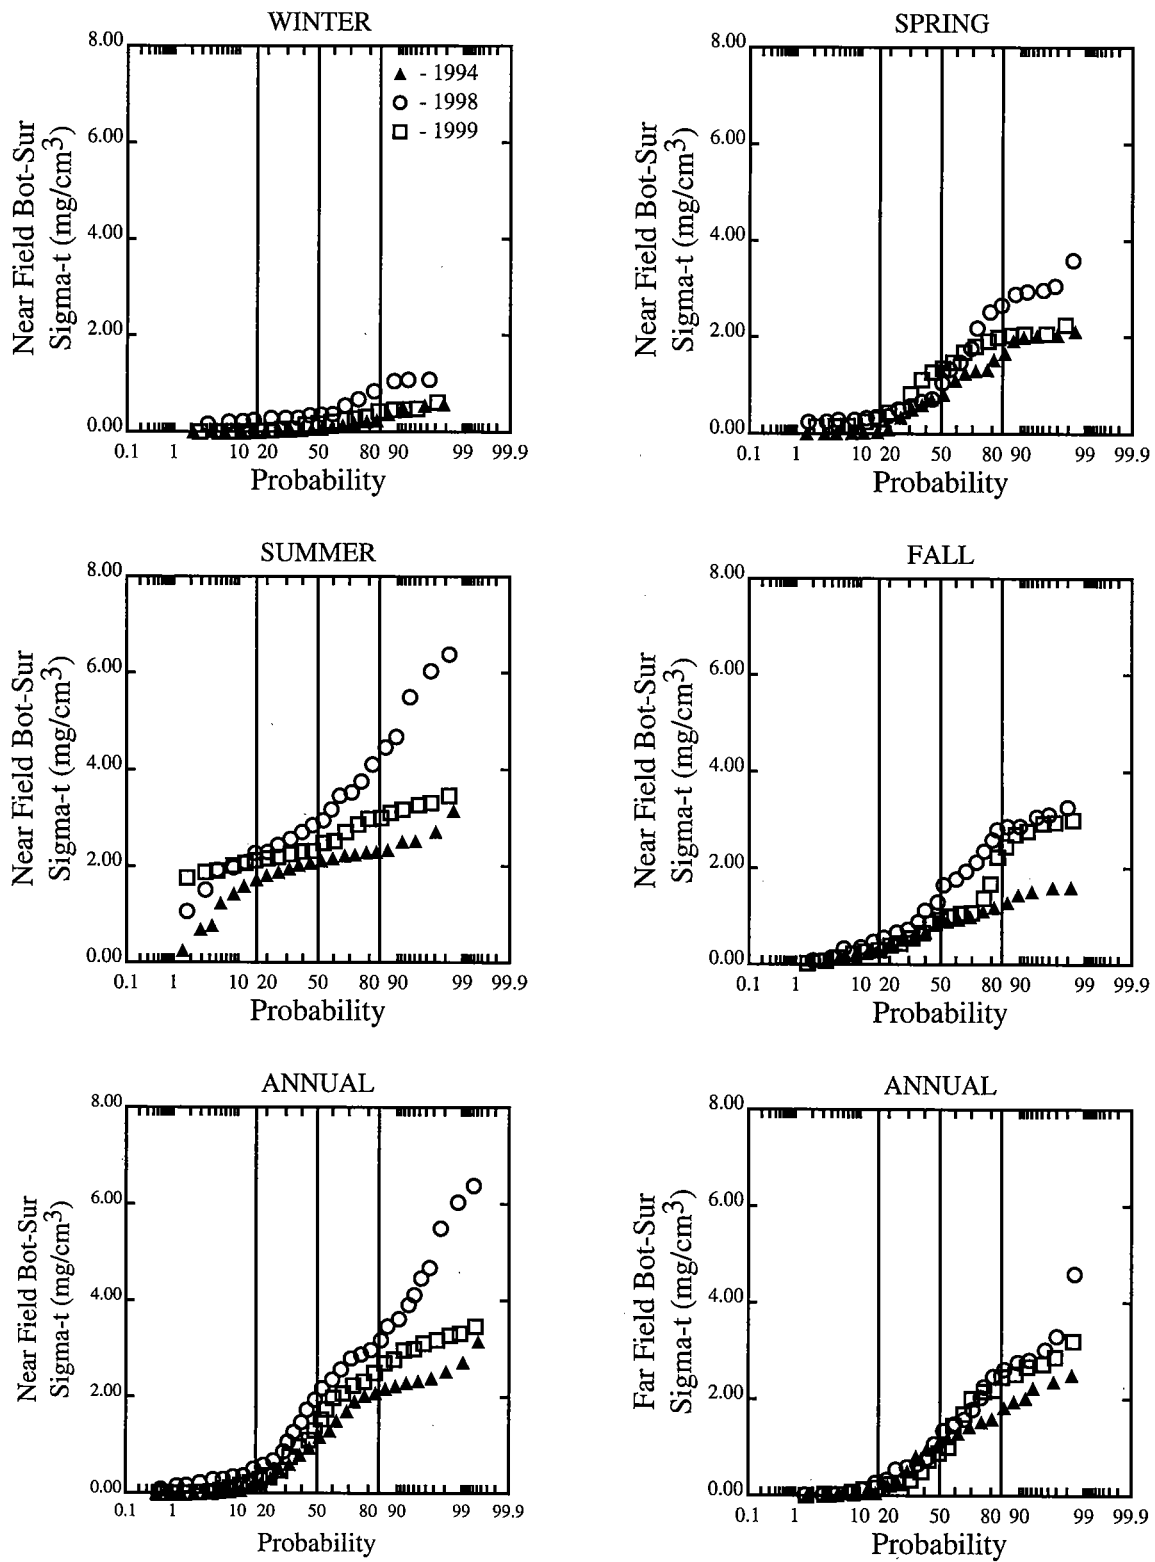 WINTER
8.00
6.00
4.00
2.00
0.00
▲ - 1994
○ - 1998
□ - 1999
Near Field Bot-Sur
Sigma-t (mg/cm³)
0.1 1 10 20 50 80 90 99 99.9
Probability
SPRING
8.00
6.00
4.00
2.00
0.00
Near Field Bot-Sur
Sigma-t (mg/cm³)
0.1 1 10 20 50 80 90 99 99.9
Probability
SUMMER
8.00
6.00
4.00
2.00
0.00
Near Field Bot-Sur
Sigma-t (mg/cm³)
0.1 1 10 20 50 80 90 99 99.9
Probability
FALL
8.00
6.00
4.00
2.00
0.00
Near Field Bot-Sur
Sigma-t (mg/cm³)
0.1 1 10 20 50 80 90 99 99.9
Probability
ANNUAL
8.00
6.00
4.00
2.00
0.00
Near Field Bot-Sur
Sigma-t (mg/cm³)
0.1 1 10 20 50 80 90 99 99.9
Probability
ANNUAL
8.00
6.00
4.00
2.00
0.00
Far Field Bot-Sur
Sigma-t (mg/cm³)
0.1 1 10 20 50 80 90 99 99.9
Probability